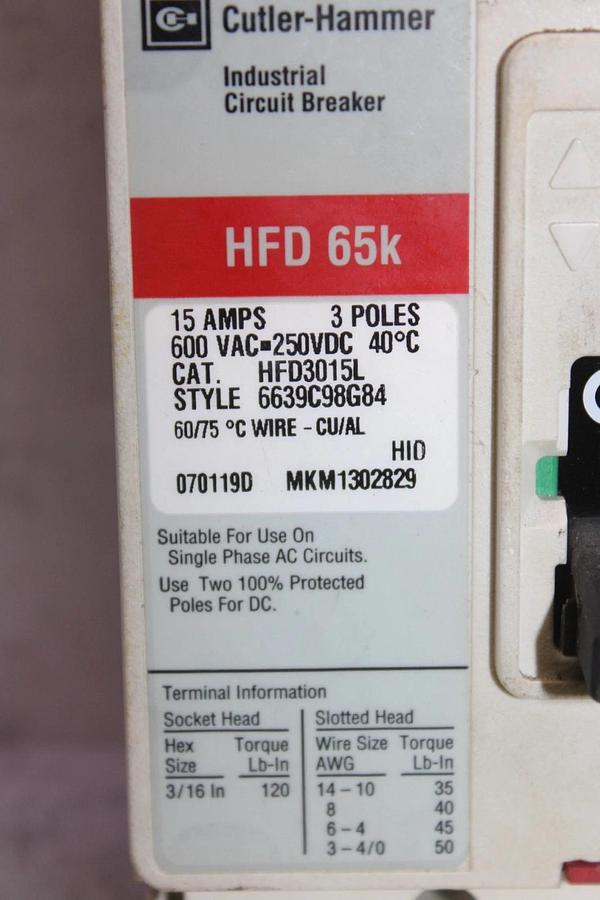 Cutler-Hammer
Industrial
Circuit Breaker
HFD 65k
15 AMPS 3 POLES
600 VAC■250VDC 40°C
CAT. HFD3015L
STYLE 6639C98G84
60/75 °C WIRE - CU/AL
HID
070119D MKM1302829
Suitable For Use On
Single Phase AC Circuits.
Use Two 100% Protected
Poles For DC.
Terminal Information
Socket Head Slotted Head
Hex Torque Wire Size Torque
Size Lb-In AWG Lb-In
3/16 In 120 14 – 10 35
8 40
6 – 4 45
3 – 4/0 50